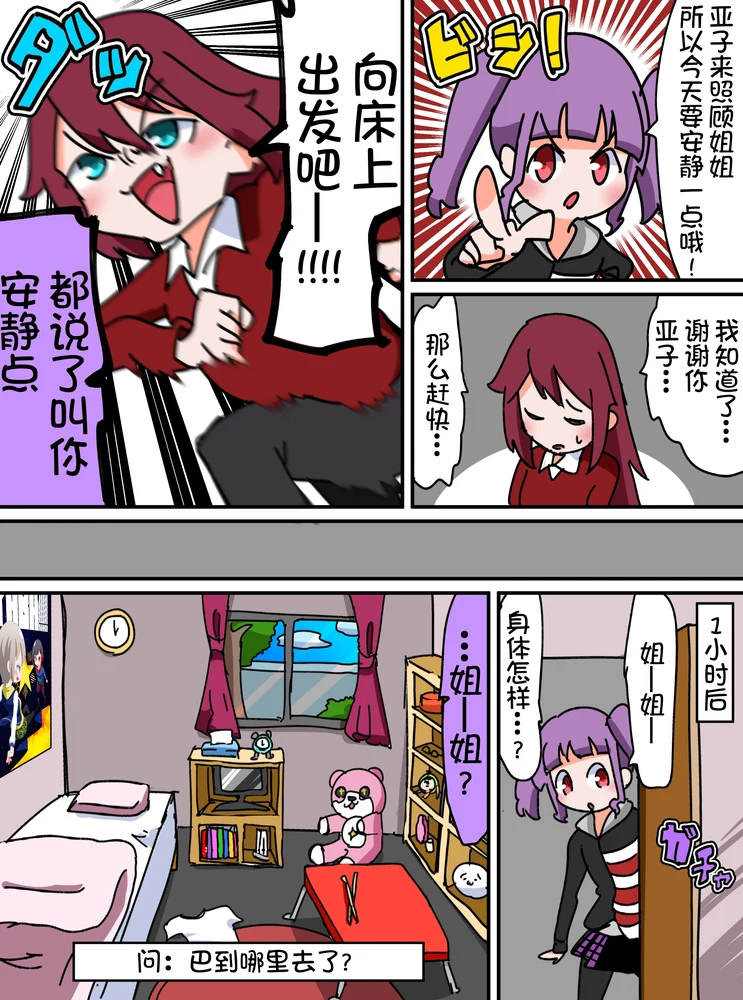 亚子来照顾姐姐
所以今天要安静一点哦！
ビシ！
我知道了…
谢谢你
亚子…
那么赶快…
向床上
出发吧—!!!!
ダッ
都说了叫你
安静点
1小时后
姐—姐—
身体怎样…？
ガチャ
…姐—姐？
问：巴到哪里去了？